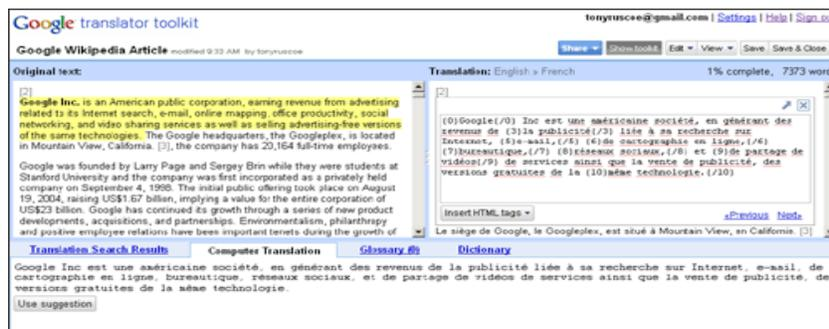 Google translator toolkit
tonyruscoe@gmail.com | Settings | Help | Sign
Google Wikipedia Article modified 9:33 AM by tonyruscoe
Share Show toolkit Edit View Save Save & Close
Original text:
Translation: English » French
1% complete, 7373
[2]
Google Inc. is an American public corporation, earning revenue from advertising
related to its Internet search, e-mail, online mapping, office productivity, social
networking, and video sharing services as well as selling advertising-free versions
of the same technologies. The Google headquarters, the Googleplex, is located
in Mountain View, California. [3], the company has 20,164 full-time employees.
Google was founded by Larry Page and Sergey Brin while they were students at
Stanford University and the company was first incorporated as a privately held
company on September 4, 1998. The initial public offering took place on August
19, 2004, raising US$1.67 billion, implying a value for the entire corporation of
US$23 billion. Google has continued its growth through a series of new product
developments, acquisitions, and partnerships. Environmentalism, philanthropy
and positive employee relations have been important tenets during the growth of
[2]
{0}Google{/0} Inc est une américaine société, en générant des
revenus de {3}la publicité{/3} liée à sa recherche sur
Internet, {5}e-mail,{/5} {6}de cartographie en ligne,{/6}
{7}bureautique,{/7} {8}réseaux sociaux,{/8} et {9}de partage de
vidéos{/9} de services ainsi que la vente de publicité, des
versions gratuites de la {10}même technologie.{/10}
Insert HTML tags
«Previous Next»
Le siège de Google, le Googleplex, est situé à Mountain View, en Californie. [3]
Translation Search Results Computer Translation Glossary Dictionary
Google Inc est une américaine société, en générant des revenus de la publicité liée à sa recherche sur Internet, e-mail, de
cartographie en ligne, bureautique, réseaux sociaux, et de partage de vidéos de services ainsi que la vente de publicité, des
versions gratuites de la même technologie.
Use suggestion